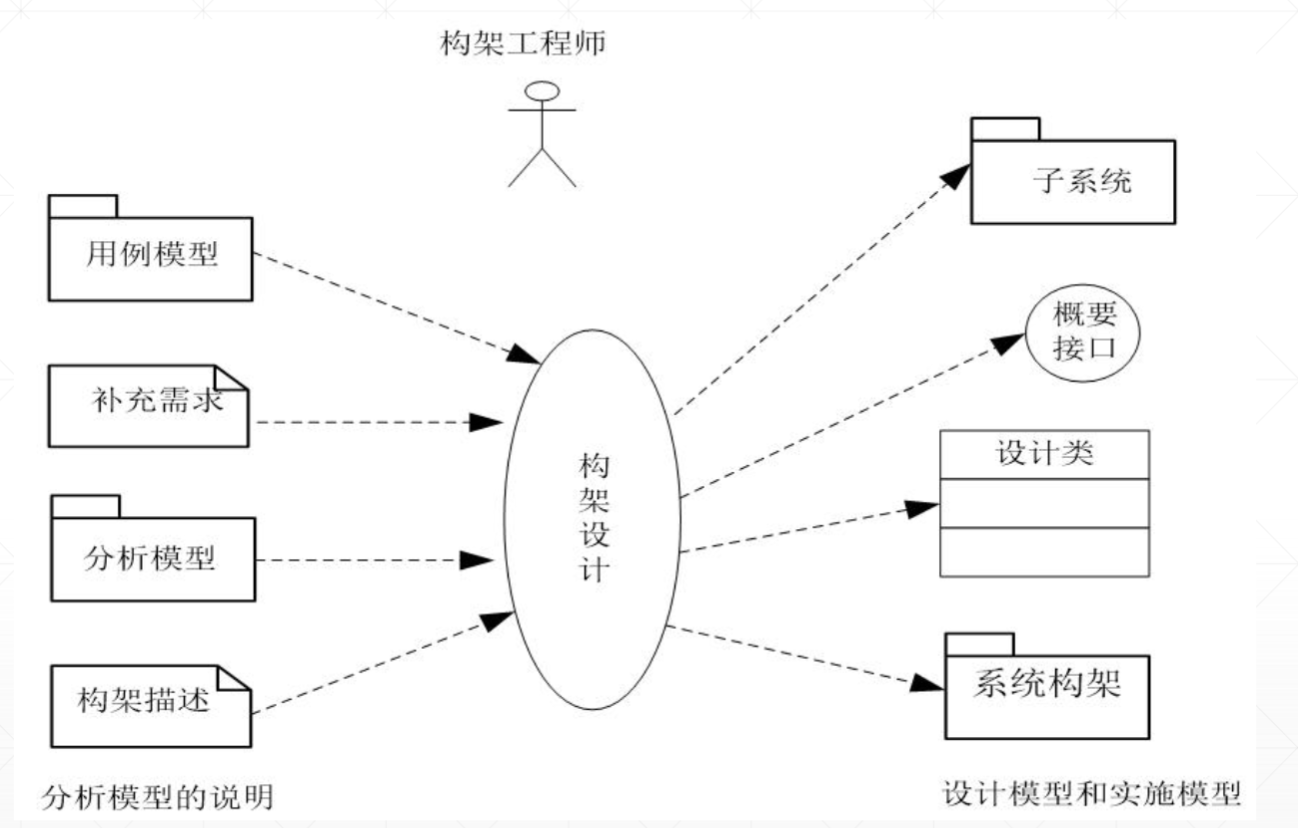 构架工程师
用例模型
补充需求
分析模型
构架描述
分析模型的说明
构
架
设
计
子系统
概要
接口
设计类
系统构架
设计模型和实施模型